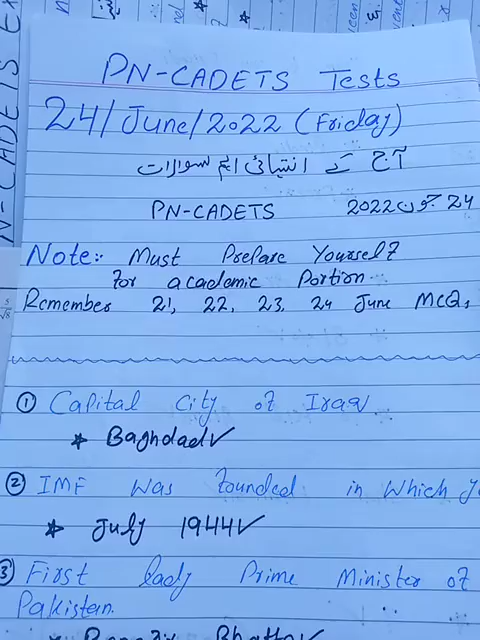 PN-CADETS Tests
24/June/2022 (Friday)
آج کے انتہائی اہم سوالات
PN-CADETS 24 جون 2022
Note:- Must Prepare Yourself
for academic Portion
Remember 21, 22, 23, 24 June MCQs
① Capital City of Iraq
* Baghdad✓
② IMF was founded in which
* July 1944✓
③ First lady Prime Minister of
Pakistan.
* Benazir Bhutto✓